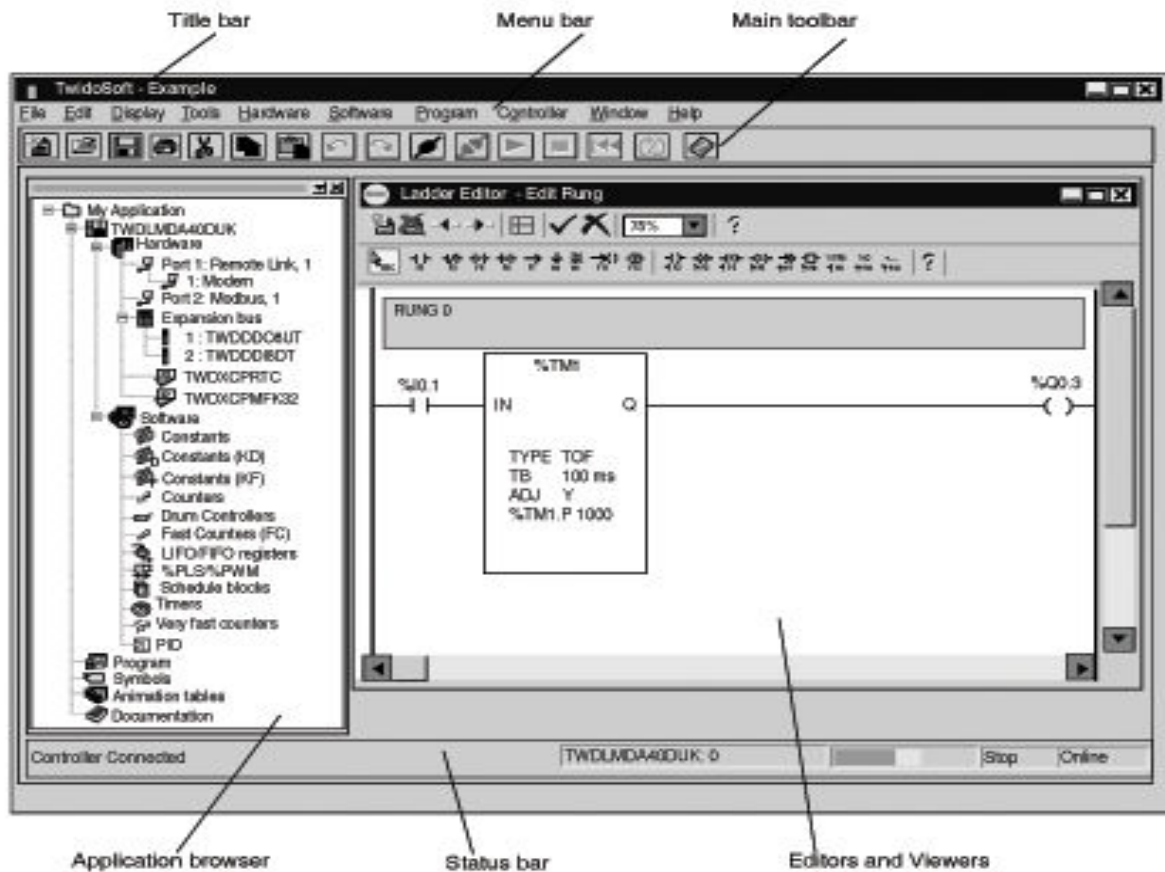 Title bar
Menu bar
Main toolbar
TwidoSoft - Example
File Edit Display Tools Hardware Software Program Controller Window Help
My Application
TWDLMDA40DUK
Hardware
Port 1: Remote Link, 1
1: Modem
Port 2: Modbus, 1
Expansion bus
2 : TWDDDI8DT
TWDXCPRTC
TWDXCPMFK32
Software
Constants
Constants (KD)
Constants (KF)
Counters
Drum Controllers
Fast Counters (FC)
LIFO/FIFO registers
%PLS/%PWM
Schedule blocks
Timers
Very fast counters
PID
Program
Symbols
Animation tables
Documentation
Ladder Editor - Edit Rung
75%
?
?
RUNG 0
%TM1
%I0.1
%Q0.3
IN Q
TYPE TOF
TB 100 ms
ADJ Y
%TM1.P 1000
Controller Connected
TWDLMDA40DUK: 0
Stop
Online
Application browser
Status bar
Editors and Viewers